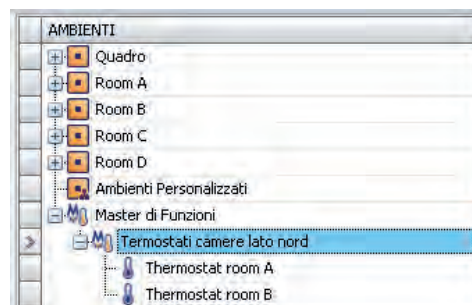 AMBIENTI
Quadro
Room A
Room B
Room C
Room D
Ambienti Personalizzati
Master di Funzioni
Termostati camere lato nord
Thermostat room A
Thermostat room B